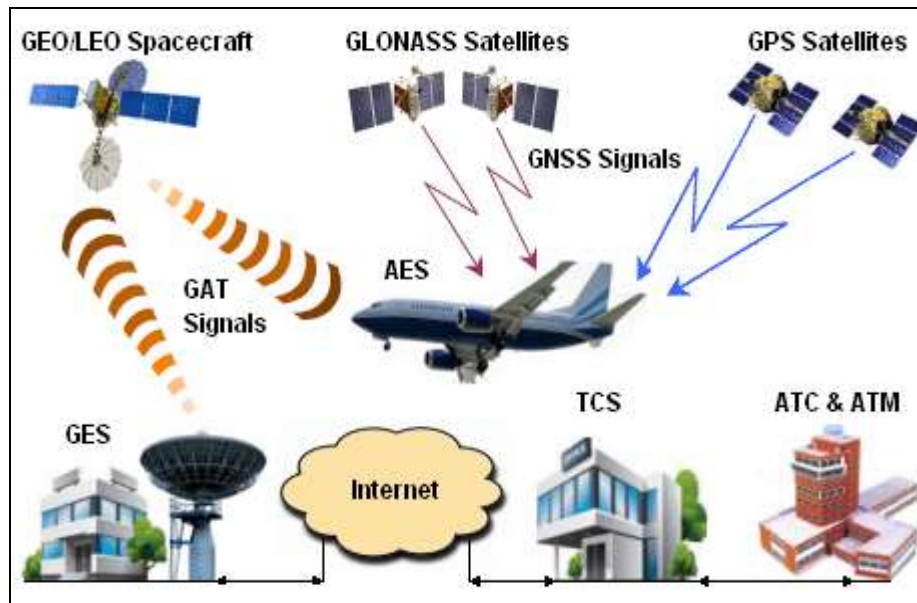 GEO/LEO Spacecraft
GLONASS Satellites
GPS Satellites
GNSS Signals
AES
GAT
Signals
GES
Internet
TCS
ATC & ATM